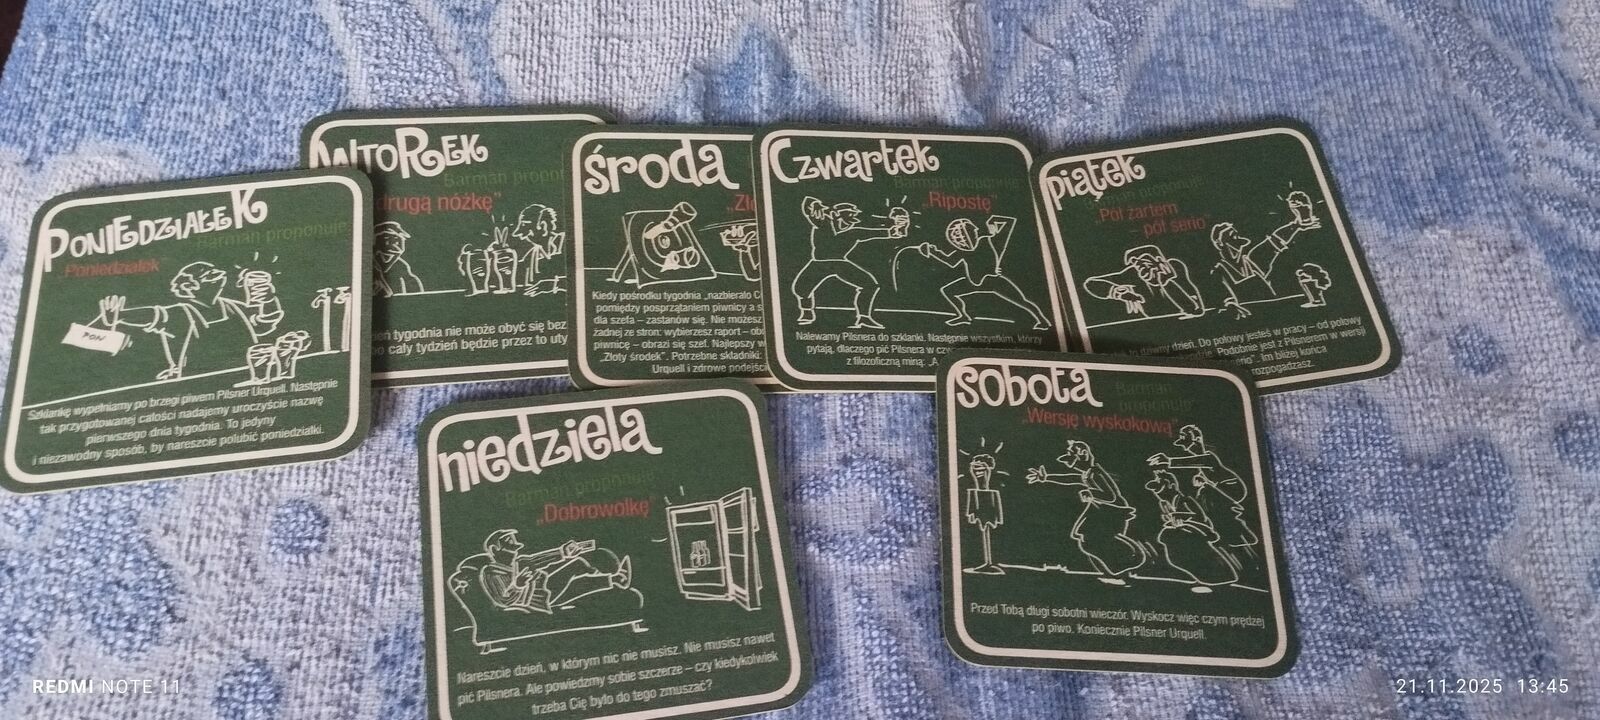 PONIEDZIAŁEK
Barman proponuje
„Poniedziałek
PON
Szklankę wypełniamy po brzegi piwem Pilsner Urquell. Następnie
tak przygotowanej całości nadajemy uroczyście nazwę
pierwszego dnia tygodnia. To jedyny
i niezawodny sposób, by nareszcie polubić poniedziałki.
WTOREK
Barman propon
drugą nóżkę"
tygodnia nie może obyć się bez
cały tydzień będzie przez to uty
środa
„Zło
Kiedy pośrodku tygodnia „nazbierało C
pomiędzy posprzątaniem piwnicy a s
dla szefa – zastanów się. Nie możesz
żadnej ze stron: wybierzesz raport – ob
piwnicę – obrazi się szef. Najlepszy w
„Złoty środek". Potrzebne składniki:
Urquell i zdrowe podejści
Czwartek
Barman proponuje
„Ripostę"
Nalewamy Pilsnera do szklanki. Następnie wszystkim, którzy
pytają, dlaczego pić Pilsnera w czw
z filozoficzną miną: „A
piątek
Barman proponuje
„Pół żartem
– pół serio"
to dziwny dzień. Do połowy jesteś w pracy – od połowy
Podobnie jest z Pilsnerem w wersji
Im bliżej końca
rozpogadzasz.
niedziela
Barman proponuje
„Dobrowolkę"
Nareszcie dzień, w którym nic nie musisz. Nie musisz nawet
pić Pilsnera. Ale powiedzmy sobie szczerze – czy kiedykolwiek
trzeba Cię było do tego zmuszać?
sobota
Barman
proponuje
„Wersję wyskokową"
Przed Tobą długi sobotni wieczór. Wyskocz więc czym prędzej
po piwo. Koniecznie Pilsner Urquell.
REDMI NOTE 11
21.11.2025 13:45